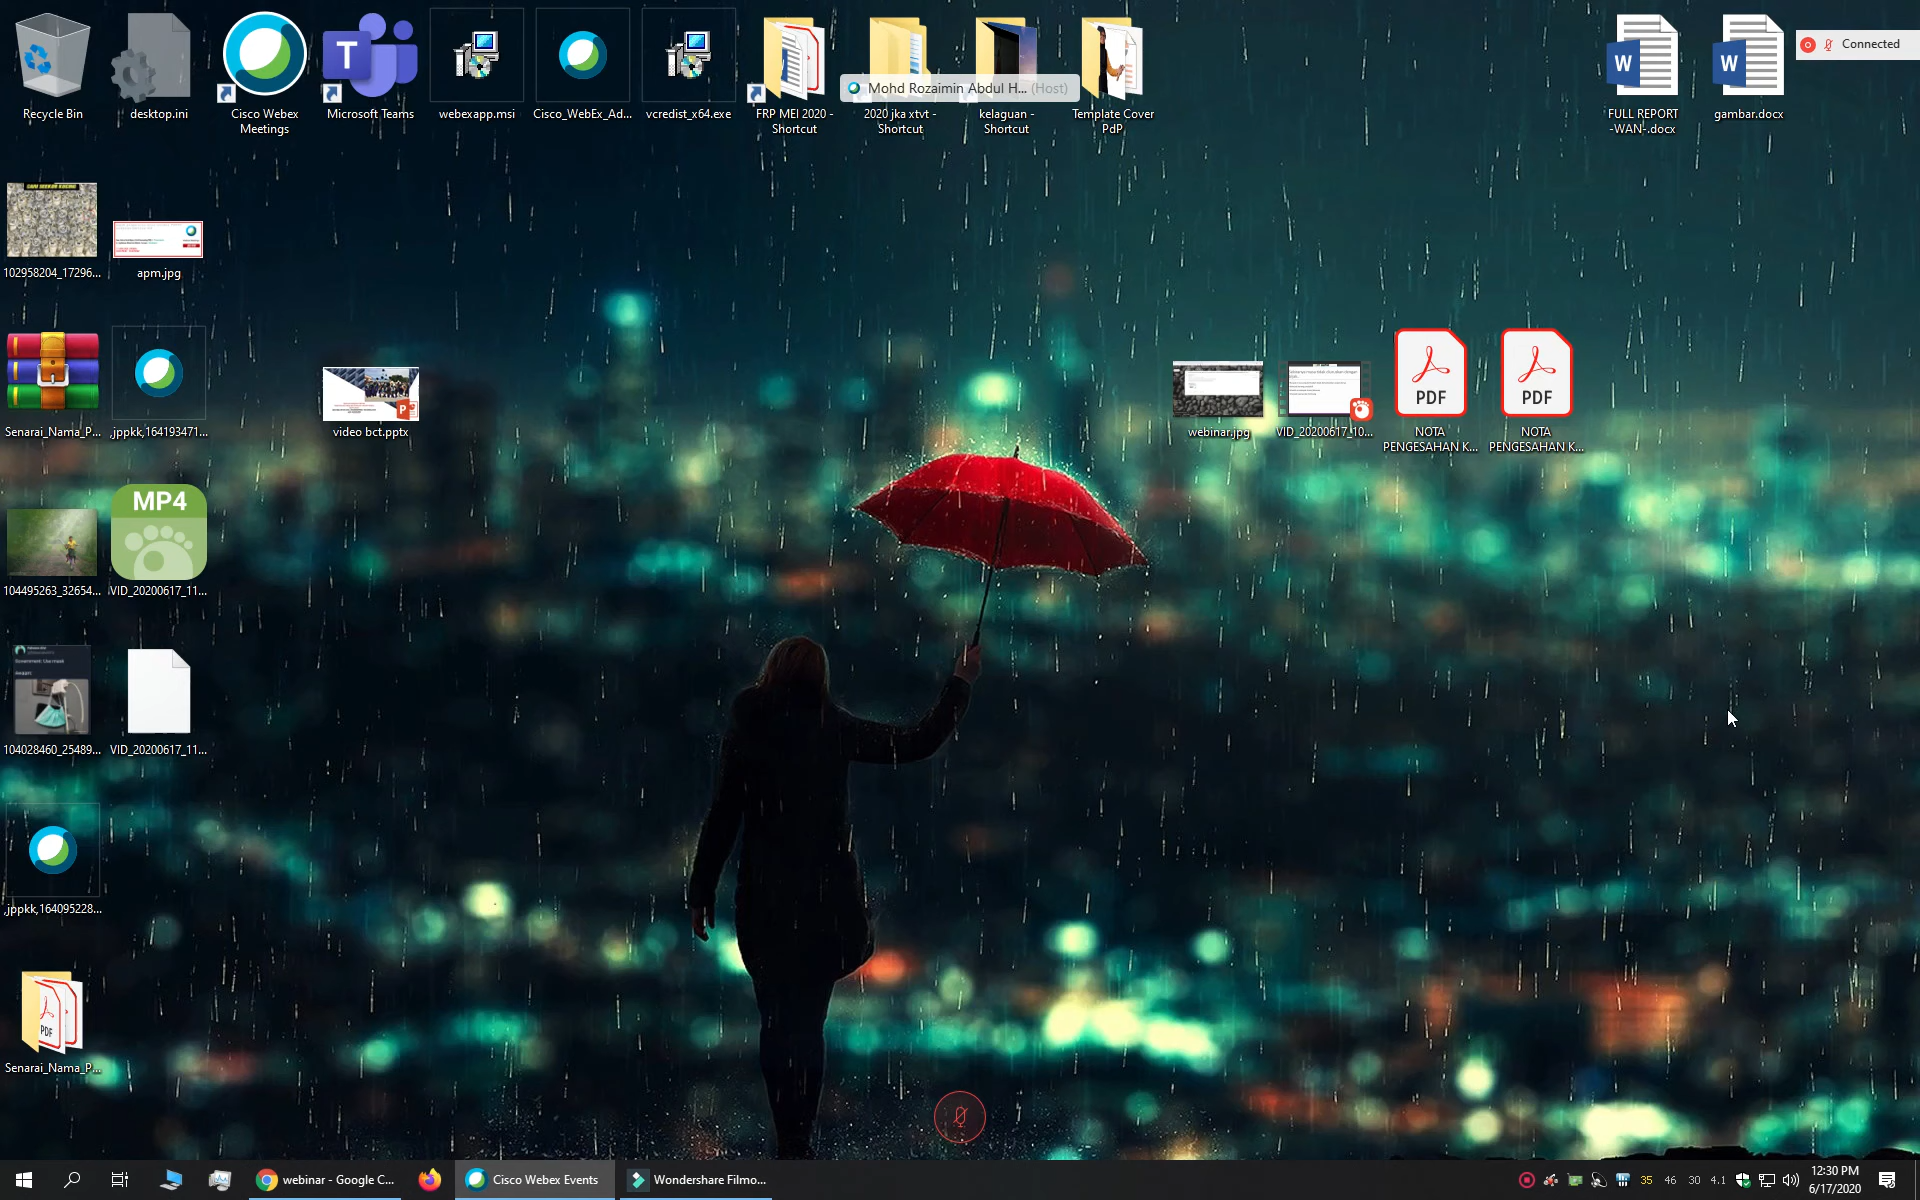 Recycle Bin
desktop.ini
Cisco Webex
Meetings
T
Microsoft Teams
webexapp.msi
Cisco_WebEx_Ad...
vcredist_x64.exe
FRP MEI 2020 -
Shortcut
2020 jka xtvt -
Shortcut
kelaguan -
Shortcut
Template Cover
PdP
Mohd Rozaimin Abdul H... (Host)
W
FULL REPORT
-WAN-.docx
W
gambar.docx
Connected
102958204_17296...
apm.jpg
Senarai_Nama_P...
,jppkk,164193471...
P
video bct.pptx
webinar.jpg
VID_20200617_10...
PDF
NOTA
PENGESAHAN K...
PDF
NOTA
PENGESAHAN K...
104495263_32654...
MP4
VID_20200617_11...
104028460_25489...
VID_20200617_11...
,jppkk,164095228...
PDF
Senarai_Nama_P...
webinar - Google C...
Cisco Webex Events
Wondershare Filmo...
35
46
30
4.1
12:30 PM
6/17/2020